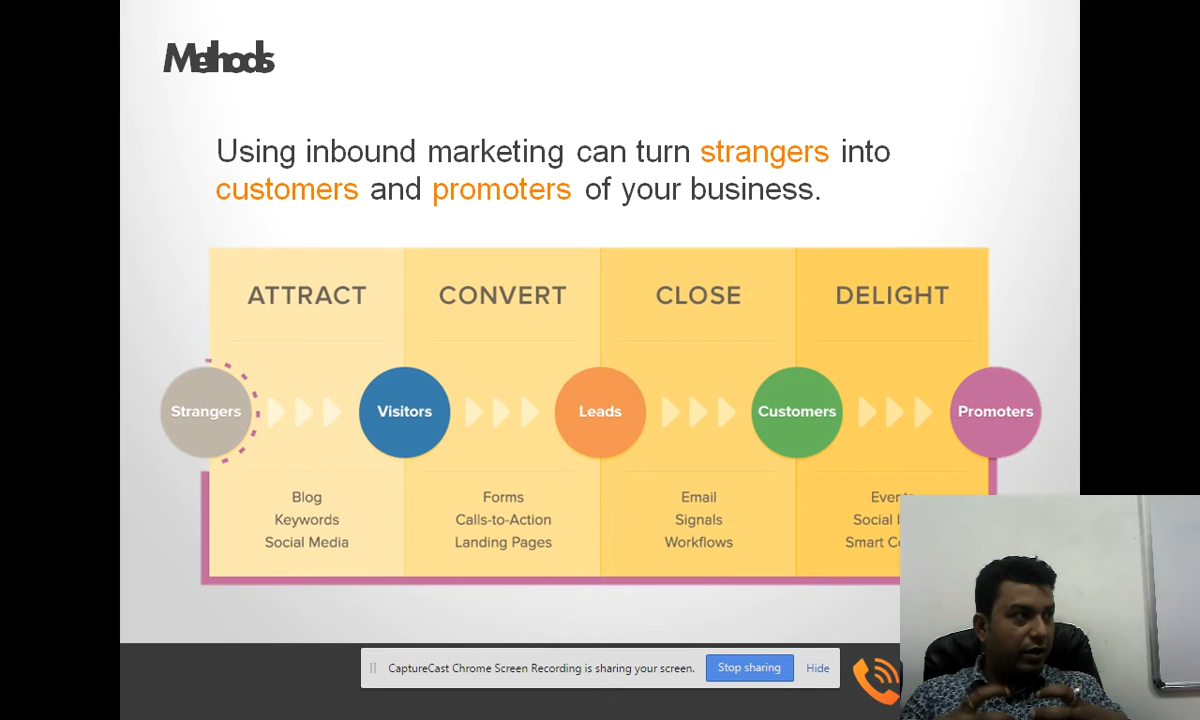 Methods
Using inbound marketing can turn strangers into
customers and promoters of your business.
ATTRACT
CONVERT
CLOSE
DELIGHT
Strangers
Visitors
Leads
Customers
Promoters
Blog
Keywords
Social Media
Forms
Calls-to-Action
Landing Pages
Email
Signals
Workflows
Social
Smart
CaptureCast Chrome Screen Recording is sharing your screen.
Stop sharing
Hide